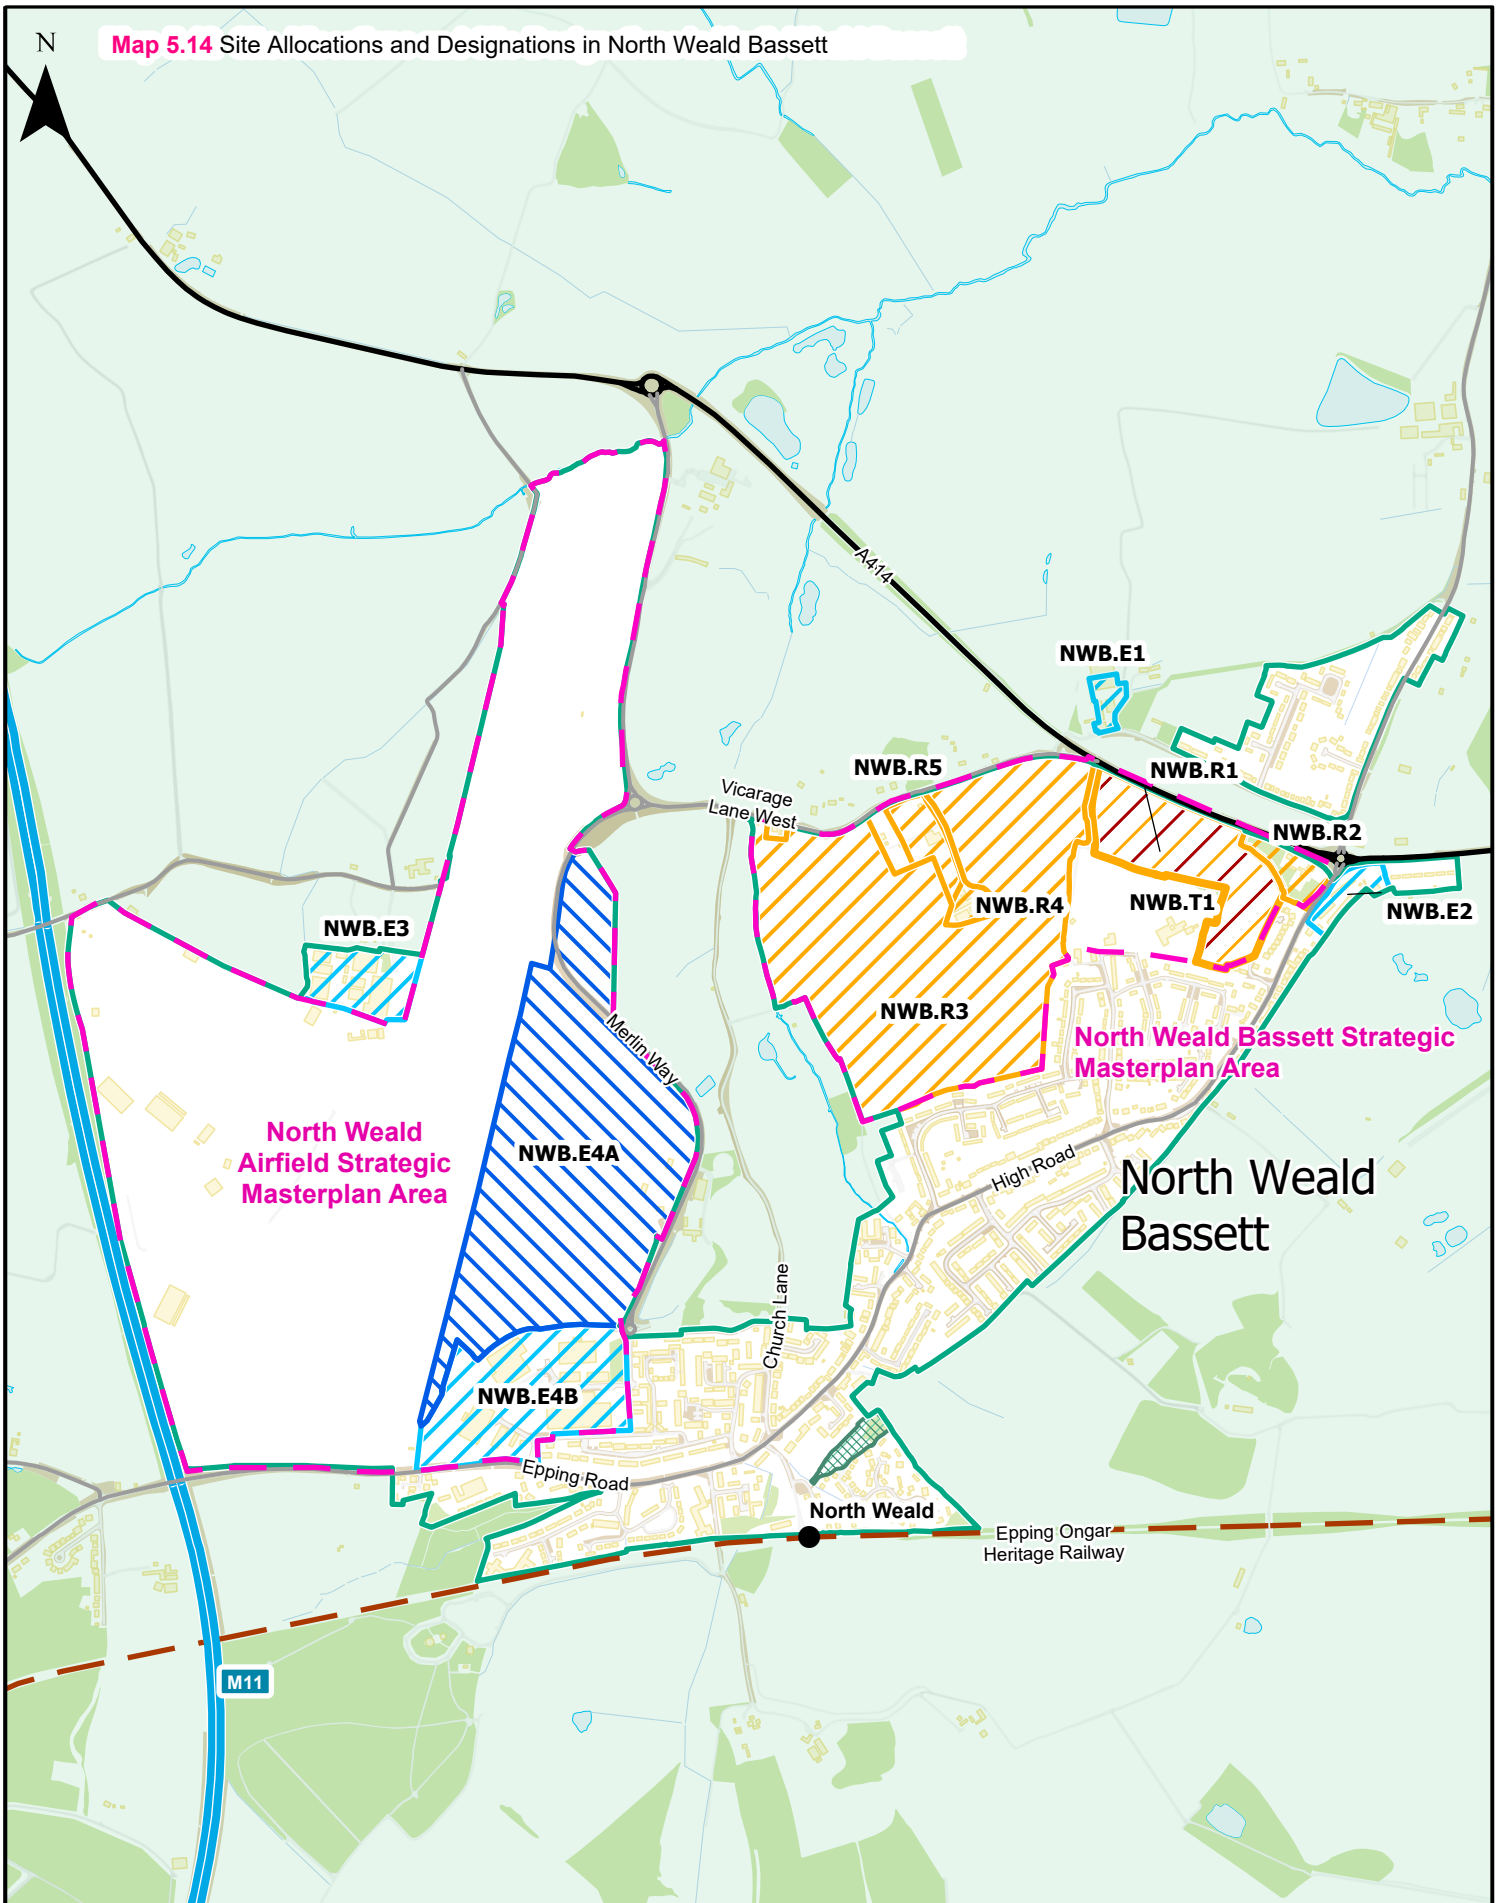 N
Map 5.14 Site Allocations and Designations in North Weald Bassett
A414
NWB.E1
NWB.R5
NWB.R1
Vicarage
Lane West
NWB.R2
NWB.R4
NWB.T1
NWB.E2
NWB.E3
NWB.R3
Merlin Way
North Weald Bassett Strategic
Masterplan Area
North Weald
Airfield Strategic
Masterplan Area
NWB.E4A
High Road
North Weald
Bassett
Church Lane
NWB.E4B
Epping Road
North Weald
Epping Ongar
Heritage Railway
M11